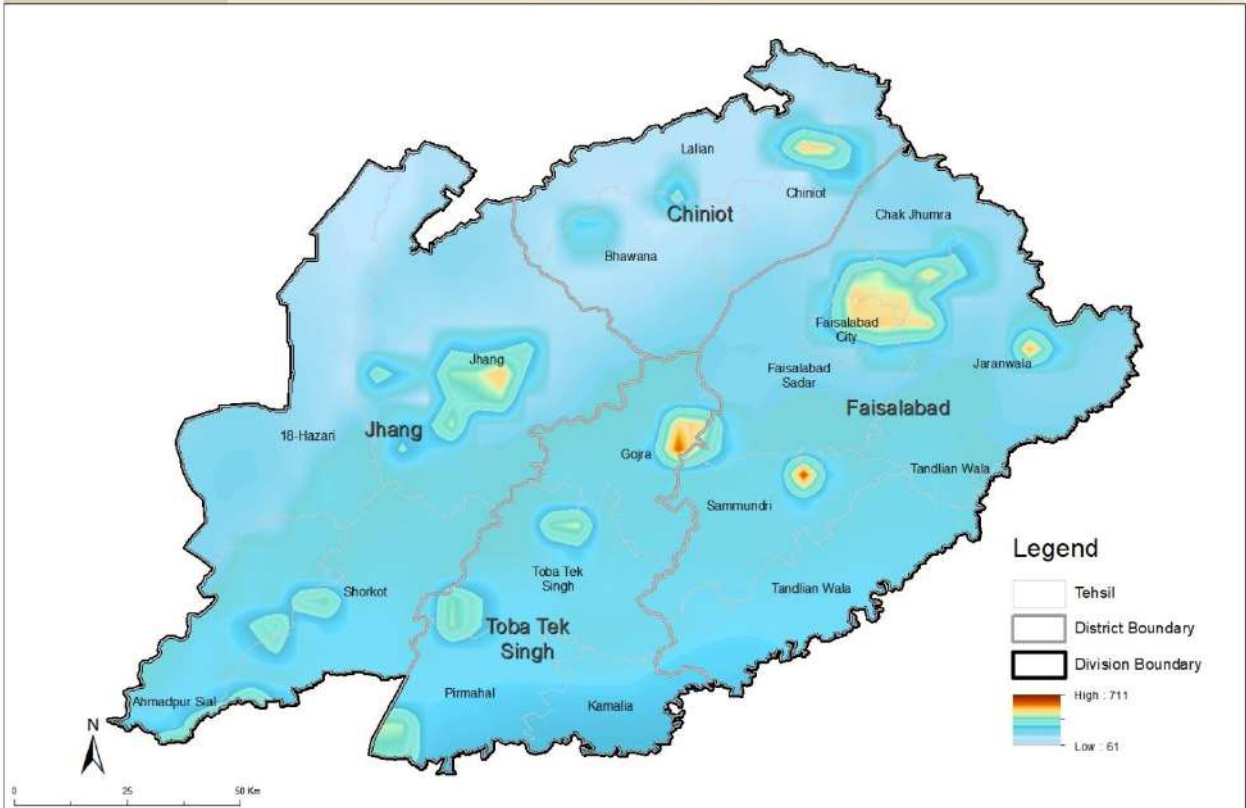 Lalian
Chiniot
Chiniot
Chak Jhumra
Bhawana
Faisalabad
City
Jhang
Jaranwala
Faisalabad
Sadar
Faisalabad
18-Hazari
Jhang
Gojra
Tandlian Wala
Sammundri
Toba Tek
Singh
Tandlian Wala
Shorkot
Toba Tek
Singh
Pirmahal
Kamalia
Ahmadpur Sial
N
0 25 50 Km
Legend
Tehsil
District Boundary
Division Boundary
High : 711
Low : 61